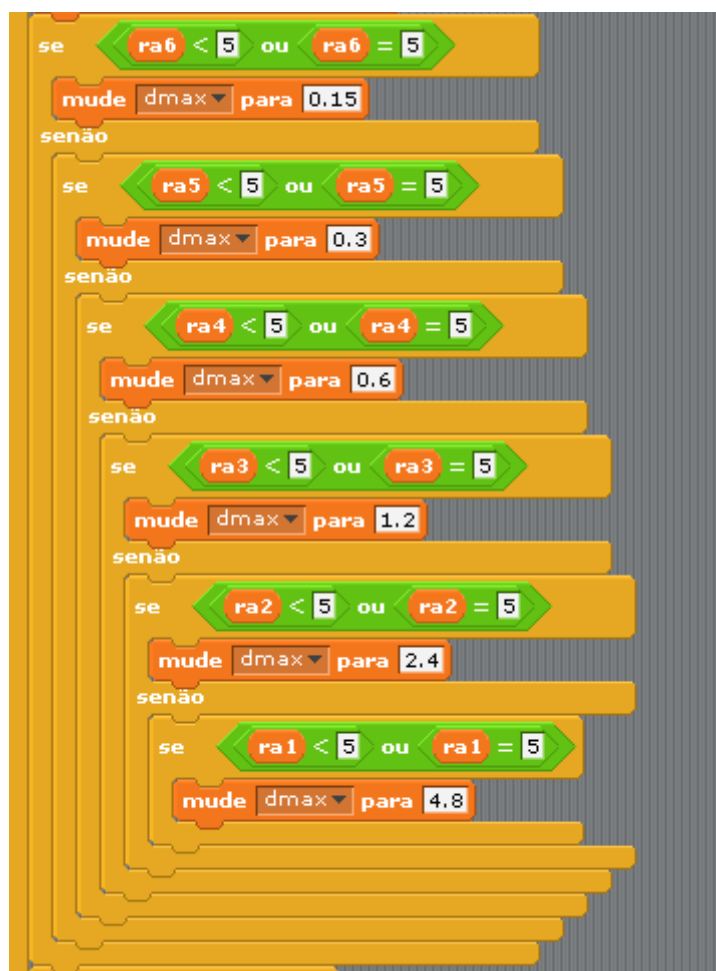 se ra6 < 5 ou ra6 = 5
mude dmax para 0.15
senão
se ra5 < 5 ou ra5 = 5
mude dmax para 0.3
senão
se ra4 < 5 ou ra4 = 5
mude dmax para 0.6
senão
se ra3 < 5 ou ra3 = 5
mude dmax para 1.2
senão
se ra2 < 5 ou ra2 = 5
mude dmax para 2.4
senão
se ra1 < 5 ou ra1 = 5
mude dmax para 4.8